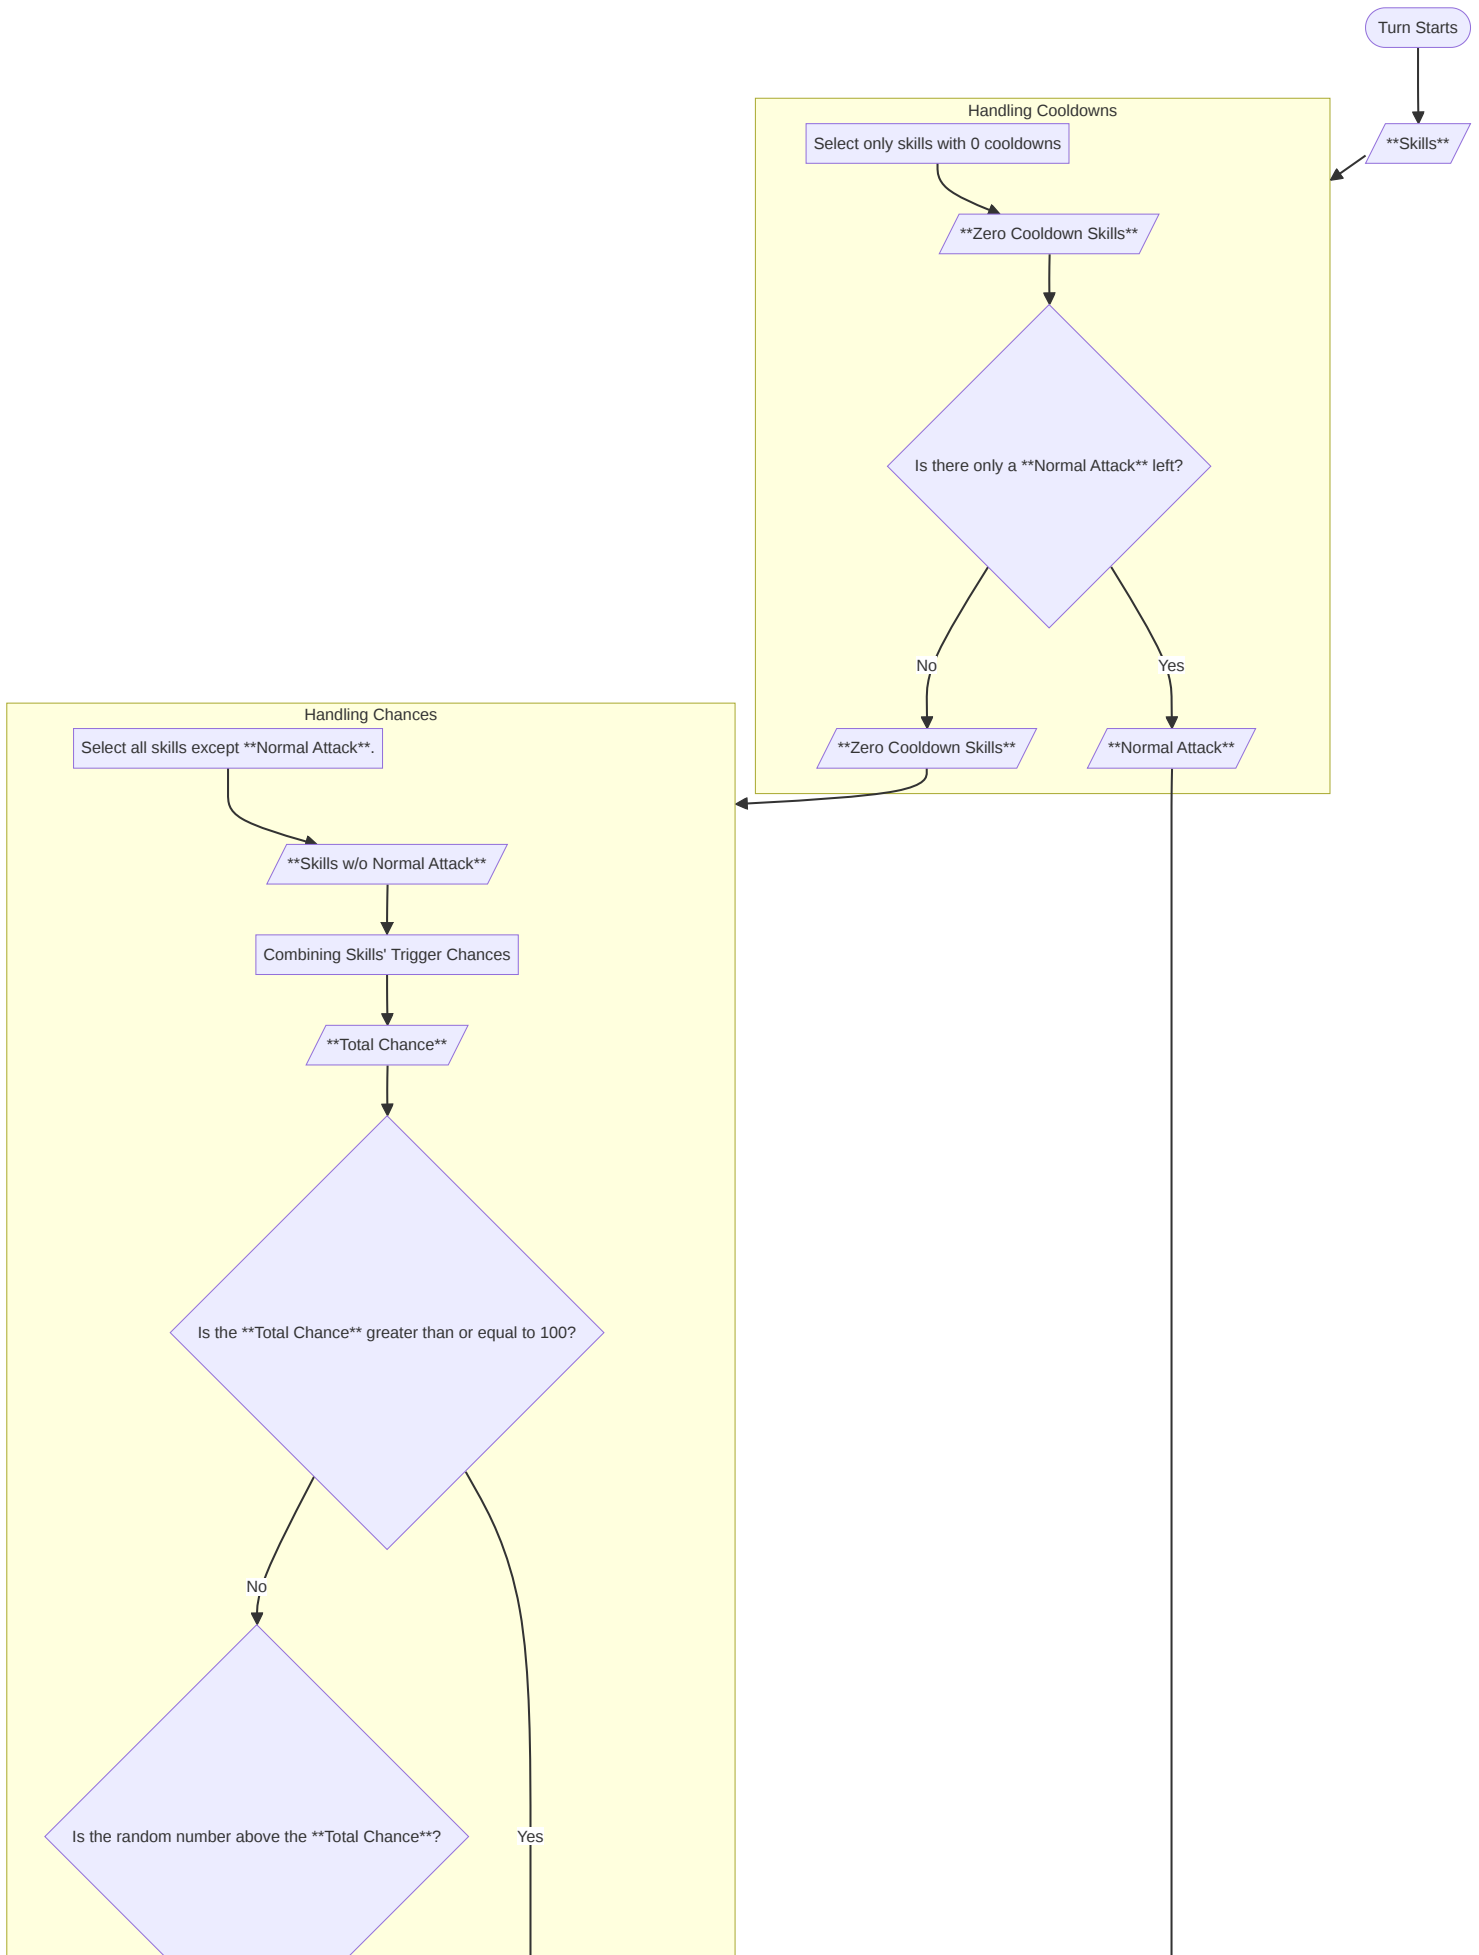 Turn Starts
**Skills**
Handling Cooldowns
Select only skills with 0 cooldowns
**Zero Cooldown Skills**
Is there only a **Normal Attack** left?
No
Yes
**Zero Cooldown Skills**
**Normal Attack**
Handling Chances
Select all skills except **Normal Attack**.
**Skills w/o Normal Attack**
Combining Skills' Trigger Chances
**Total Chance**
Is the **Total Chance** greater than or equal to 100?
No
Is the random number above the **Total Chance**?
Yes